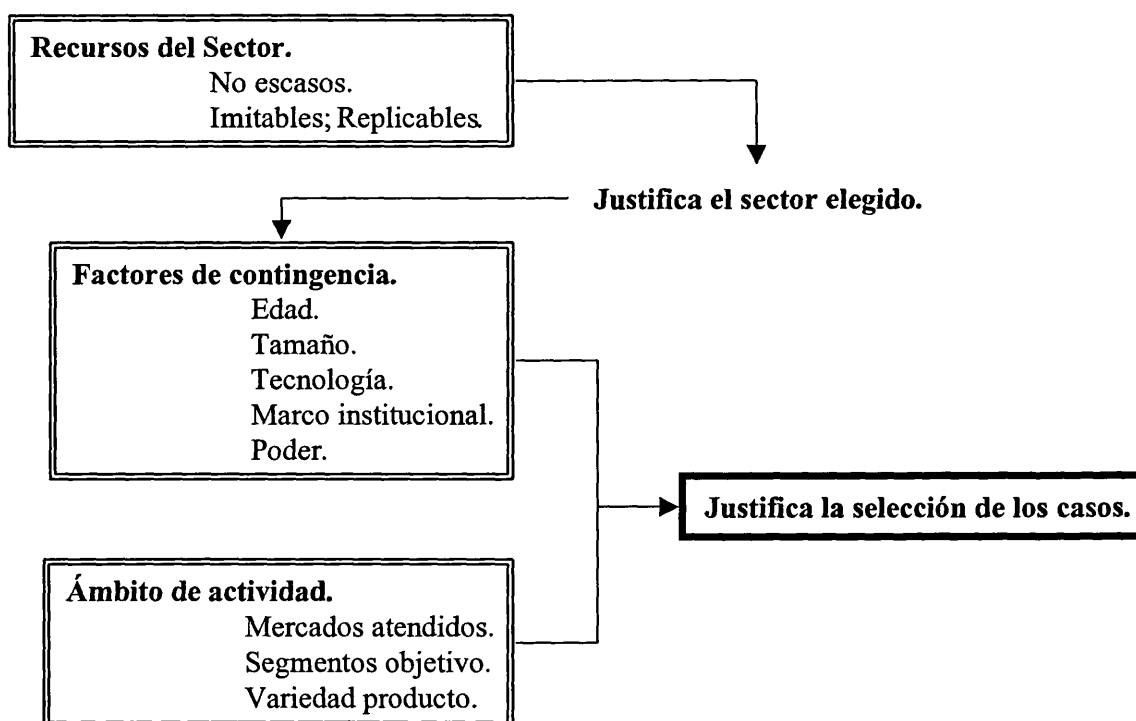 Recursos del Sector.
No escasos.
Imitables; Replicables.
Justifica el sector elegido.
Factores de contingencia.
Edad.
Tamaño.
Tecnología.
Marco institucional.
Poder.
Justifica la selección de los casos.
Ámbito de actividad.
Mercados atendidos.
Segmentos objetivo.
Variedad producto.